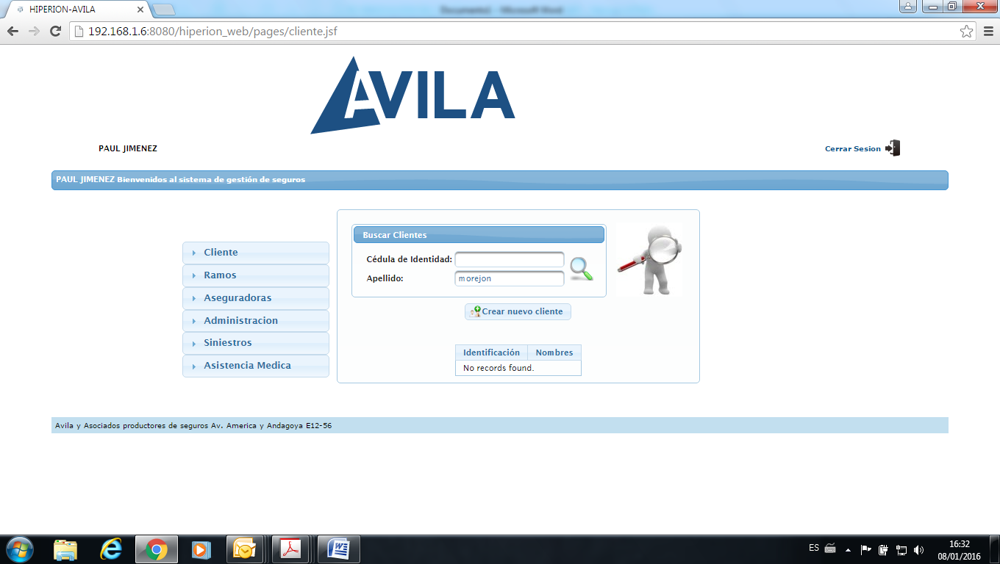 HIPERION-AVILA
192.168.1.6:8080/hiperion_web/pages/cliente.jsf
AVILA
PAUL JIMENEZ
Cerrar Sesion
PAUL JIMENEZ Bienvenidos al sistema de gestión de seguros
Cliente
Ramos
Aseguradoras
Administracion
Siniestros
Asistencia Medica
Buscar Clientes
Cédula de Identidad:
Apellido: morejon
Crear nuevo cliente
Identificación Nombres
No records found.
Avila y Asociados productores de seguros Av. America y Andagoya E12-56
ES
16:32
08/01/2016